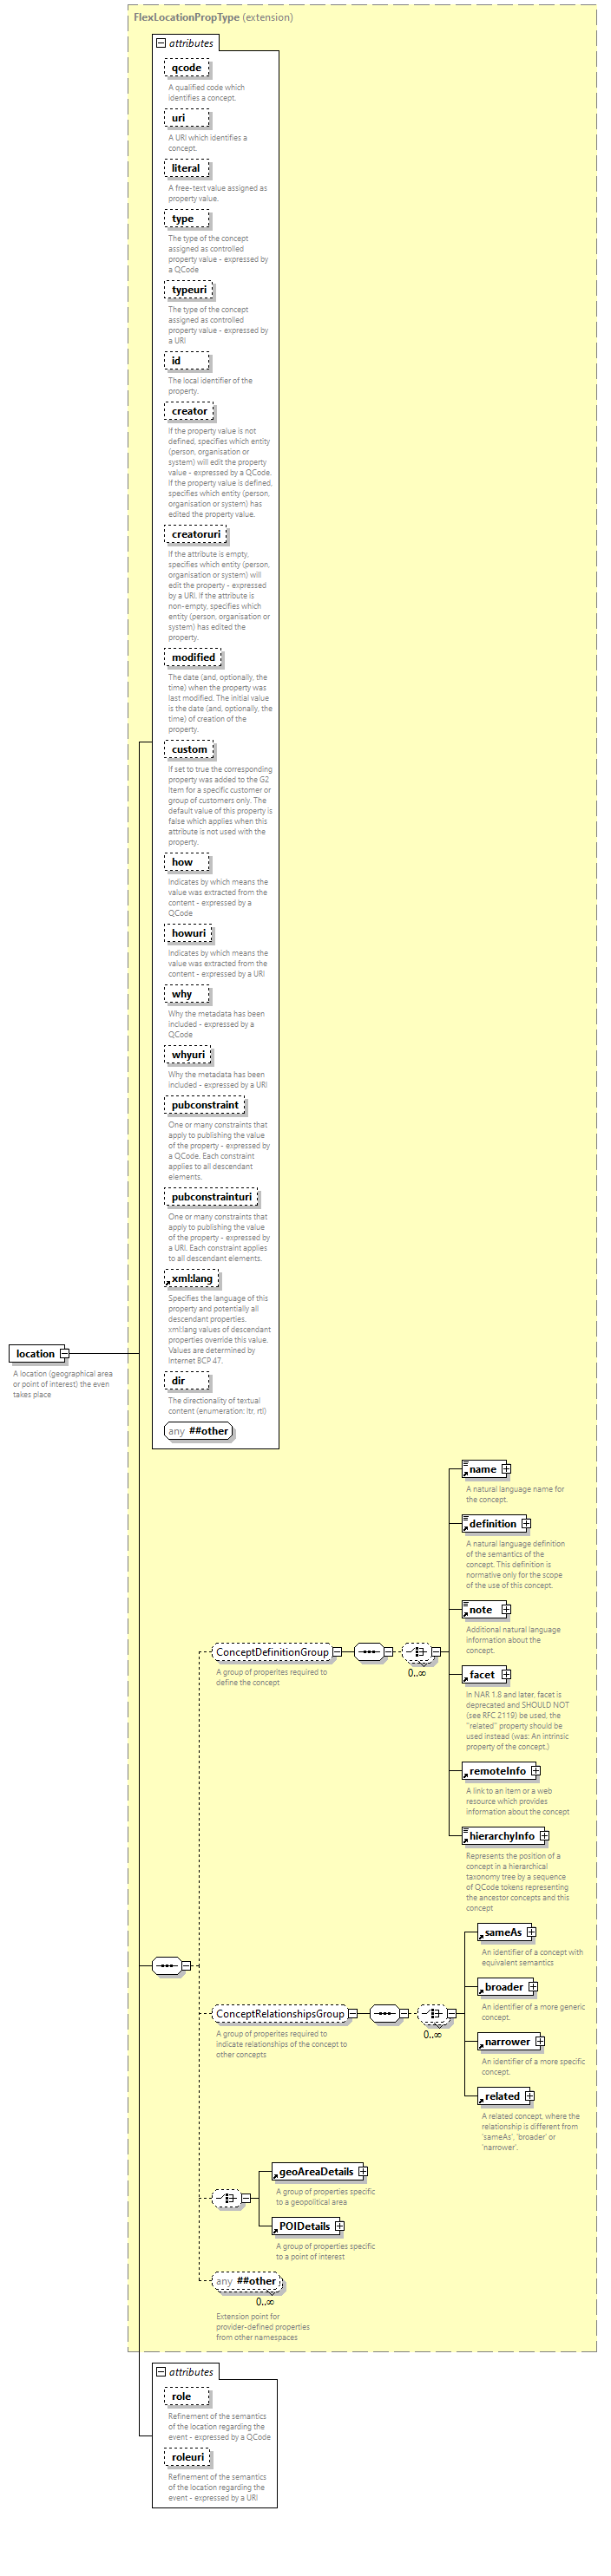 FlexLocationPropType (extension)
attributes
qcode
A qualified code which
identifies a concept.
uri
A URI which identifies a
concept.
literal
A free-text value assigned as
property value.
type
The type of the concept
assigned as controlled
property value - expressed by
a QCode
typeuri
The type of the concept
assigned as controlled
property value - expressed by
a URI
id
The local identifier of the
property.
creator
If the property value is not
defined, specifies which entity
(person, organisation or
system) will edit the property
value - expressed by a QCode.
If the property value is defined,
specifies which entity (person,
organisation or system) has
edited the property value.
creatoruri
If the attribute is empty,
specifies which entity (person,
organisation or system) will
edit the property - expressed
by a URI. If the attribute is
non-empty, specifies which
entity (person, organisation or
system) has edited the
property.
modified
The date (and, optionally, the
time) when the property was
last modified. The initial value
is the date (and, optionally, the
time) of creation of the
property.
custom
If set to true the corresponding
property was added to the G2
Item for a specific customer or
group of customers only. The
default value of this property is
false which applies when this
attribute is not used with the
property.
how
Indicates by which means the
value was extracted from the
content - expressed by a
QCode
howuri
Indicates by which means the
value was extracted from the
content - expressed by a URI
why
Why the metadata has been
included - expressed by a
QCode
whyuri
Why the metadata has been
included - expressed by a URI
pubconstraint
One or many constraints that
apply to publishing the value
of the property - expressed by
a QCode. Each constraint
applies to all descendant
elements.
pubconstrainturi
One or many constraints that
apply to publishing the value
of the property - expressed by
a URI. Each constraint applies
to all descendant elements.
xml:lang
Specifies the language of this
property and potentially all
descendant properties.
xml:lang values of descendant
properties override this value.
Values are determined by
Internet BCP 47.
dir
The directionality of textual
content (enumeration: ltr, rtl)
any ##other
location
A location (geographical area
or point of interest) the even
takes place
name
A natural language name for
the concept.
definition
A natural language definition
of the semantics of the
concept. This definition is
normative only for the scope
of the use of this concept.
note
Additional natural language
information about the
concept.
ConceptDefinitionGroup
0..∞
A group of properites required to
define the concept
facet
In NAR 1.8 and later, facet is
deprecated and SHOULD NOT
(see RFC 2119) be used, the
"related" property should be
used instead (was: An intrinsic
property of the concept.)
remoteInfo
A link to an item or a web
resource which provides
information about the concept
hierarchyInfo
Represents the position of a
concept in a hierarchical
taxonomy tree by a sequence
of QCode tokens representing
the ancestor concepts and this
concept
sameAs
An identifier of a concept with
equivalent semantics
broader
An identifier of a more generic
concept.
ConceptRelationshipsGroup
0..∞
A group of properites required to
indicate relationships of the concept to
other concepts
narrower
An identifier of a more specific
concept.
related
A related concept, where the
relationship is different from
'sameAs', 'broader' or
'narrower'.
geoAreaDetails
A group of properties specific
to a geopolitical area
POIDetails
A group of properties specific
to a point of interest
any ##other
0..∞
Extension point for
provider-defined properties
from other namespaces
attributes
role
Refinement of the semantics
of the location regarding the
event - expressed by a QCode
roleuri
Refinement of the semantics
of the location regarding the
event - expressed by a URI